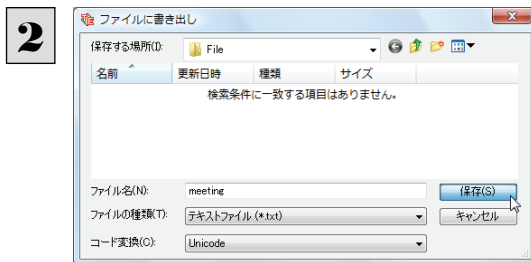 2
ファイルに書き出し
保存する場所(I):
File
名前 更新日時 種類 サイズ
検索条件に一致する項目はありません。
ファイル名(N): meeting 保存(S)
ファイルの種類(T): テキストファイル (*.txt) キャンセル
コード変換(C): Unicode